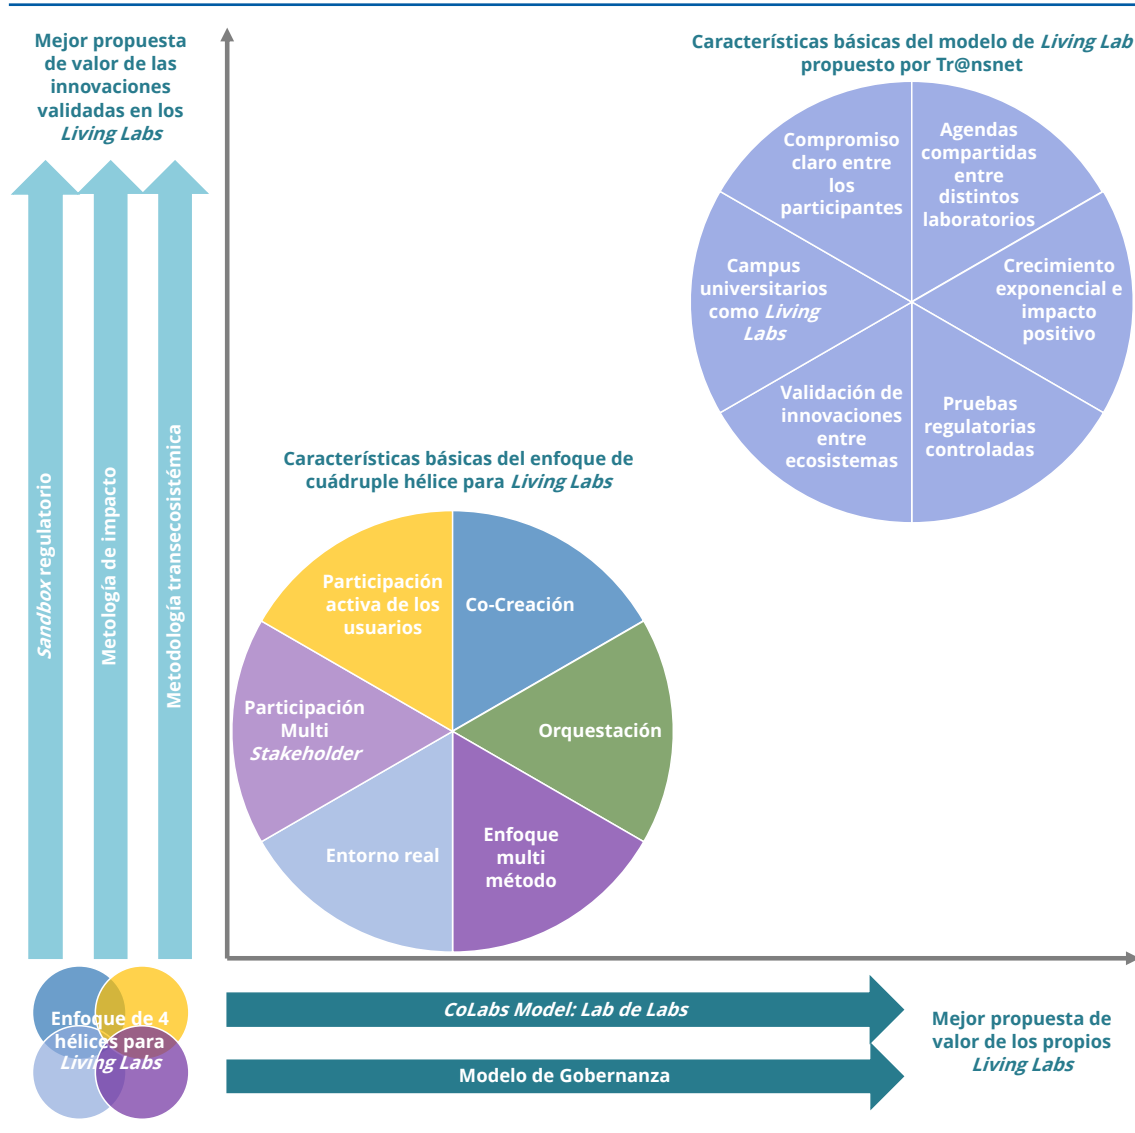 Mejor propuesta
de valor de las
innovaciones
validadas en los
Living Labs
Características básicas del modelo de Living Lab
propuesto por Tr@nsnet
Compromiso
claro entre
los
participantes
Agendas
compartidas
entre
distintos
laboratorios
Campus
universitarios
como Living
Labs
Crecimiento
exponencial e
impacto
positivo
Validación de
innovaciones
entre
ecosistemas
Pruebas
regulatorias
controladas
Sandbox regulatorio
Metología de impacto
Metodología transecosistémica
Características básicas del enfoque de
cuádruple hélice para Living Labs
Participación
activa de los
usuarios
Co-Creación
Participación
Multi
Stakeholder
Orquestación
Entorno real
Enfoque
multi
método
Enfoque de 4
hélices para
Living Labs
CoLabs Model: Lab de Labs
Modelo de Gobernanza
Mejor propuesta de
valor de los propios
Living Labs